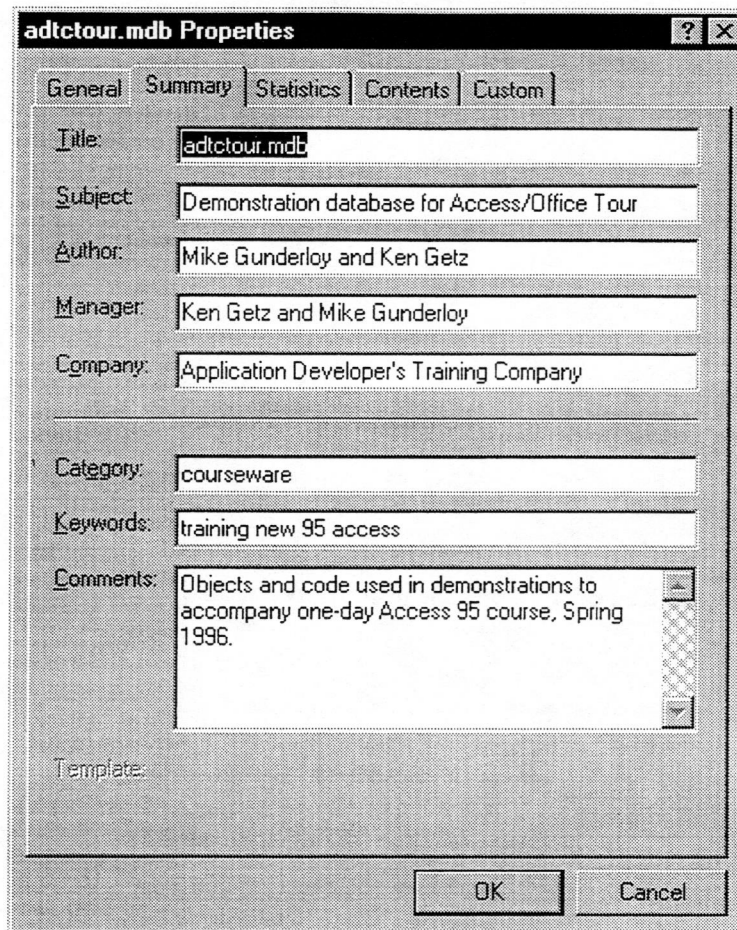 adtctour.mdb Properties
? ×
General Summary Statistics Contents Custom
Title: adtctour.mdb
Subject: Demonstration database for Access/Office Tour
Author: Mike Gunderloy and Ken Getz
Manager: Ken Getz and Mike Gunderloy
Company: Application Developer's Training Company
Category: courseware
Keywords: training new 95 access
Comments: Objects and code used in demonstrations to
accompany one-day Access 95 course, Spring
1996.
Template:
OK Cancel